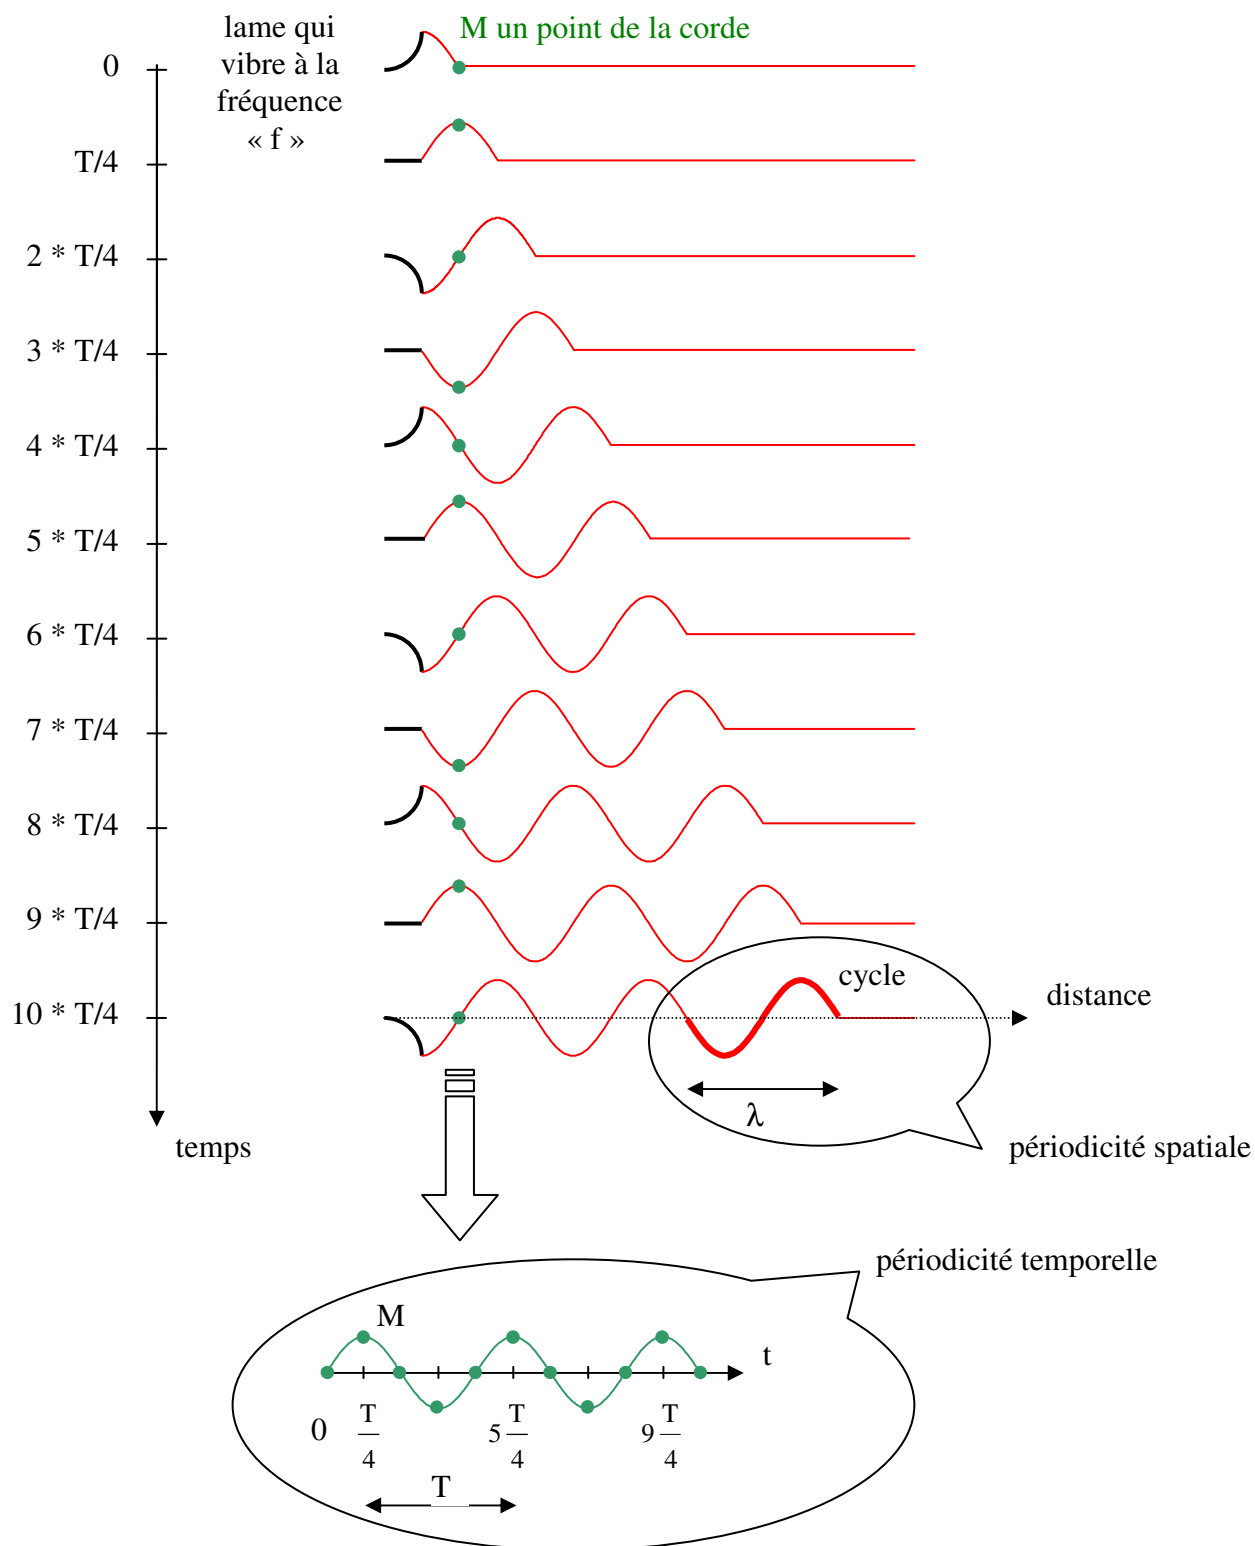 lame qui
vibre à la
fréquence
« f »
M un point de la corde
0
T/4
2 * T/4
3 * T/4
4 * T/4
5 * T/4
6 * T/4
7 * T/4
8 * T/4
9 * T/4
10 * T/4
cycle
distance
λ
temps
périodicité spatiale
périodicité temporelle
M
t
0
T
4
5 T
4
9 T
4
T